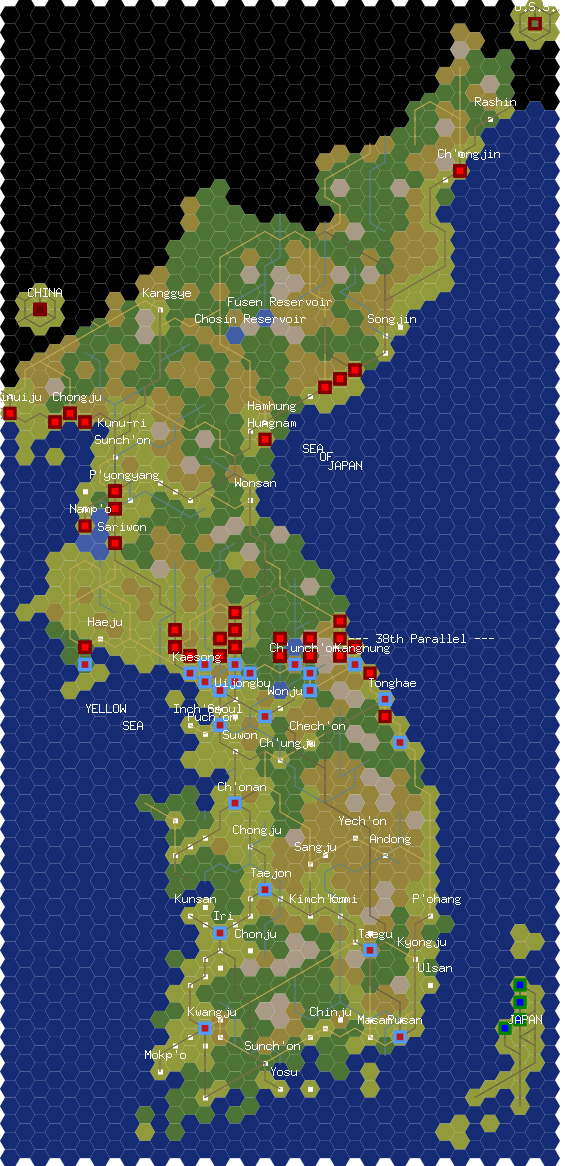 Rashin
Ch'ongjin
CHINA
Kanggye
Fusen Reservoir
Chosin Reservoir
Songjin
Chongju
Hamhung
Hungnam
Kunu-ri
Sunch'on
SEA
OF
JAPAN
P'yongyang
Wonsan
Namp'o
Sariwon
Haeju
--- 38th Parallel ---
Ch'unch'on
Kanghung
Kaesong
Uijongbu
Tonghae
Wonju
YELLOW
SEA
Inch'on
Seoul
Suwon
Chech'on
Ch'ungju
Ch'onan
Yech'on
Chongju
Andong
Sangju
Taejon
Kunsan
Kimch'on
Kumi
P'ohang
Iri
Chonju
Taegu
Kyongju
Ulsan
Kwangju
Chinju
Masan
Pusan
JAPAN
Sunch'on
Mokp'o
Yosu